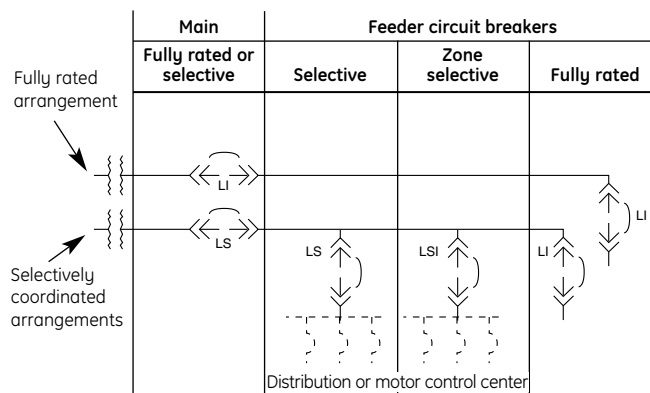 Main
Feeder circuit breakers
Fully rated or
selective
Selective
Zone
selective
Fully rated
Fully rated
arrangement
LI
LI
LS
LS
LSI
LI
Selectively
coordinated
arrangements
Distribution or motor control center